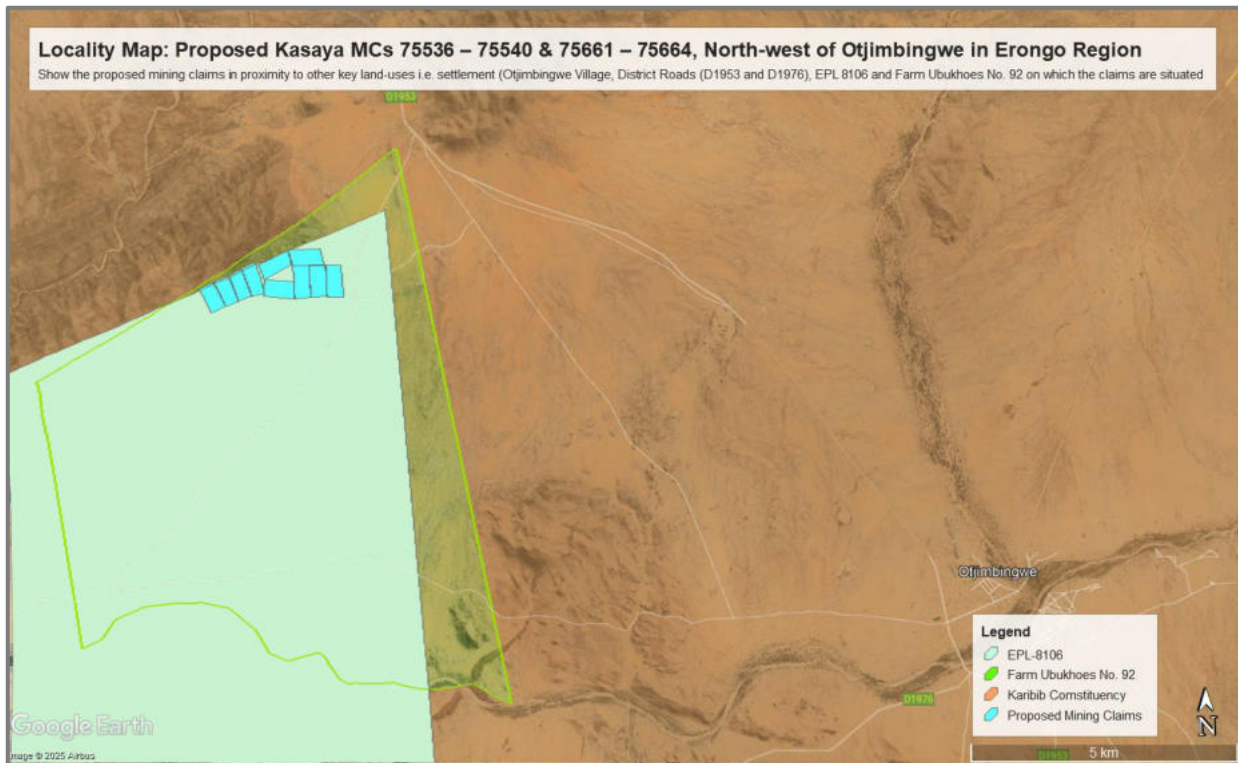 Locality Map: Proposed Kasaya MCs 75536 – 75540 & 75661 – 75664, North-west of Otjimbingwe in Erongo Region
Show the proposed mining claims in proximity to other key land-uses i.e. settlement (Otjimbingwe Village, District Roads (D1953 and D1976), EPL 8106 and Farm Ubukhoes No. 92 on which the claims are situated
D1953
Otjimbingwe
Legend
EPL-8106
Farm Ubukhoes No. 92
Karibib Comstituency
Proposed Mining Claims
D1976
N
Google Earth
mage © 2025 Airbus
D1953
5 km